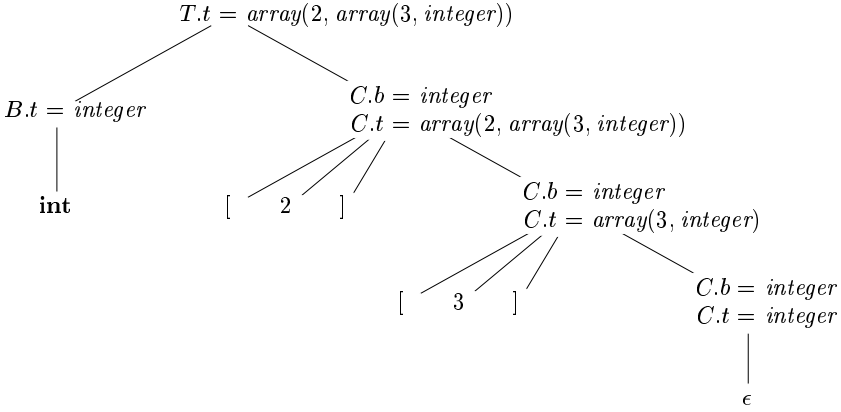 T.t = array(2, array(3, integer))
B.t = integer
C.b = integer
C.t = array(2, array(3, integer))
int
[ 2 ]
C.b = integer
C.t = array(3, integer)
[ 3 ]
C.b = integer
C.t = integer
ϵ